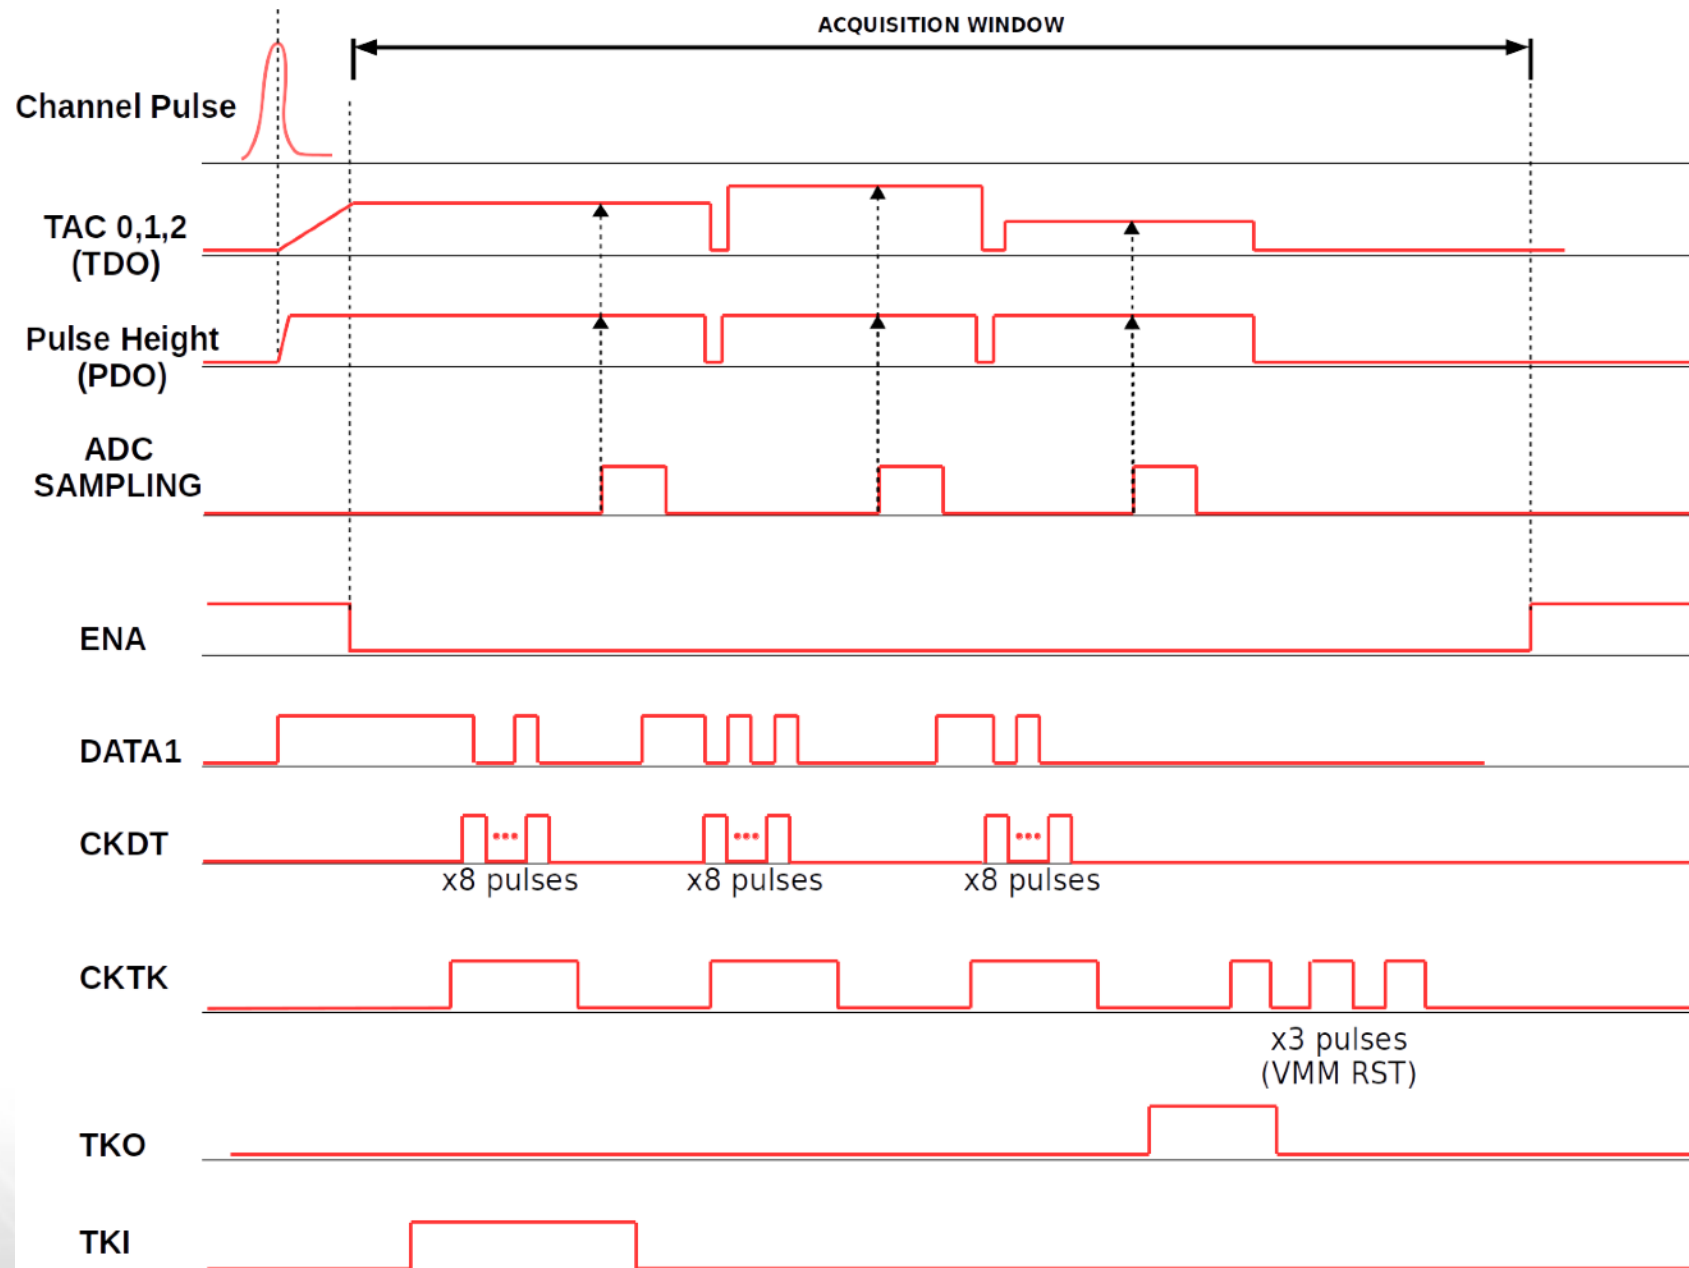 ACQUISITION WINDOW
Channel Pulse
TAC 0,1,2
(TDO)
Pulse Height
(PDO)
ADC
SAMPLING
ENA
DATA1
CKDT
x8 pulses
x8 pulses
x8 pulses
CKTK
x3 pulses
(VMM RST)
TKO
TKI